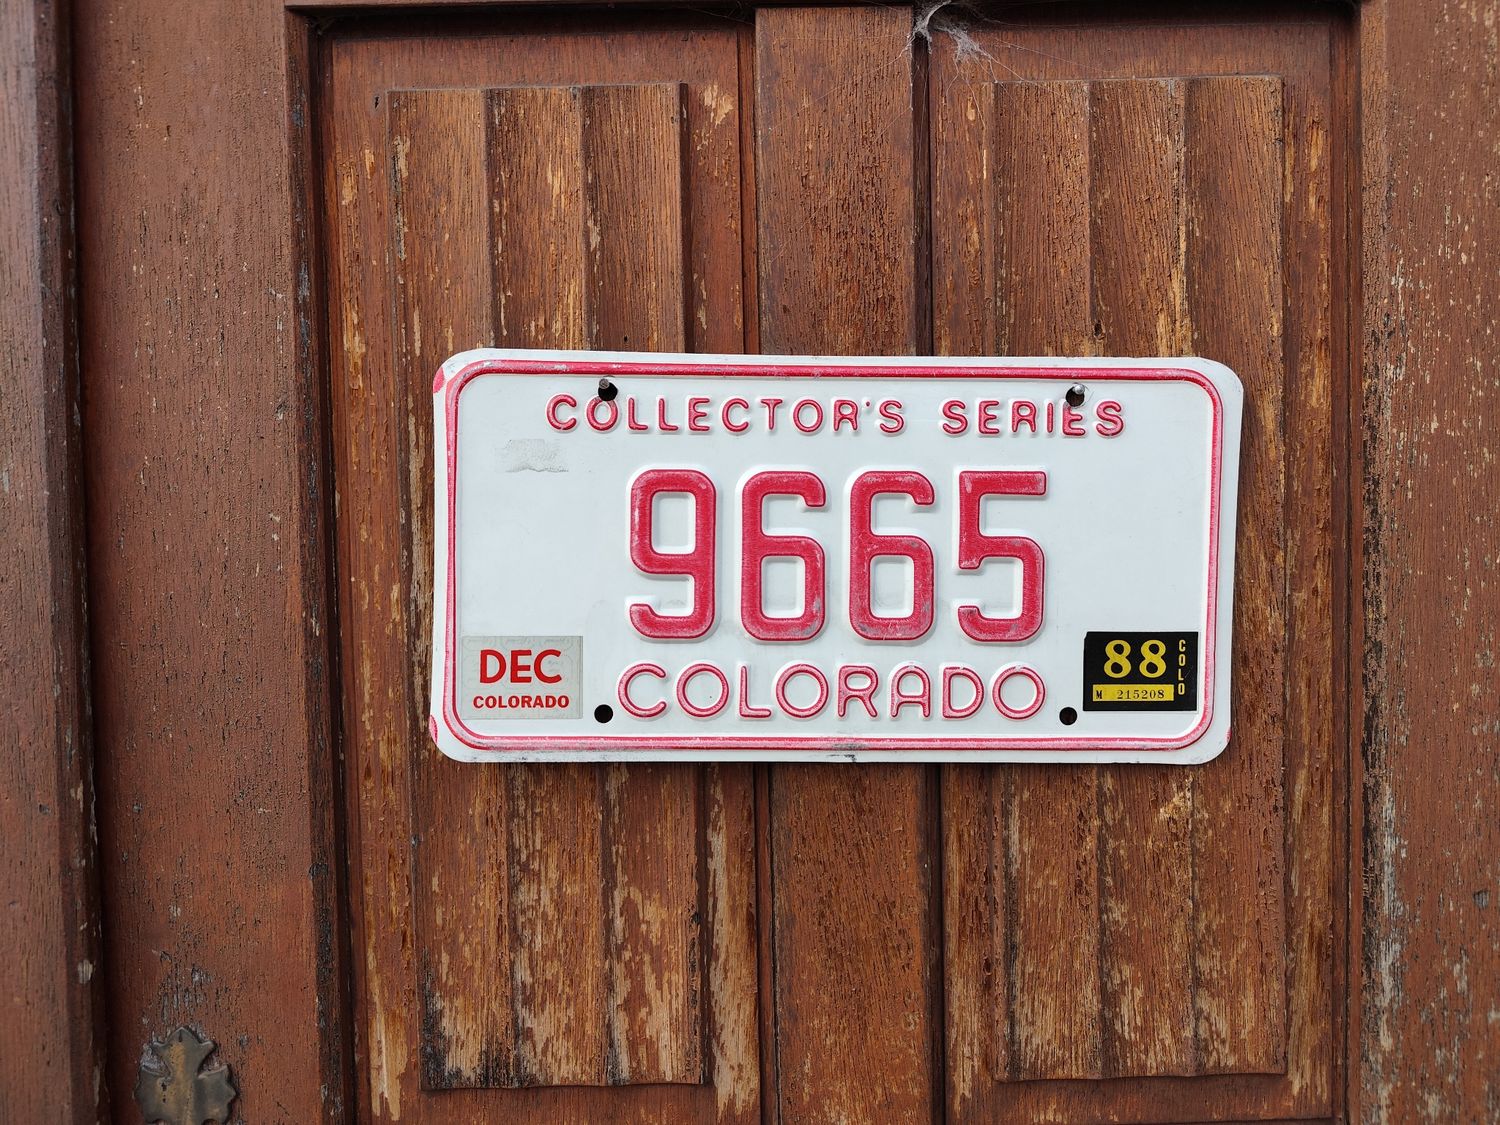 COLLECTOR'S SERIES
9665
DEC
COLORADO
COLORADO
88
COLO
M 215208